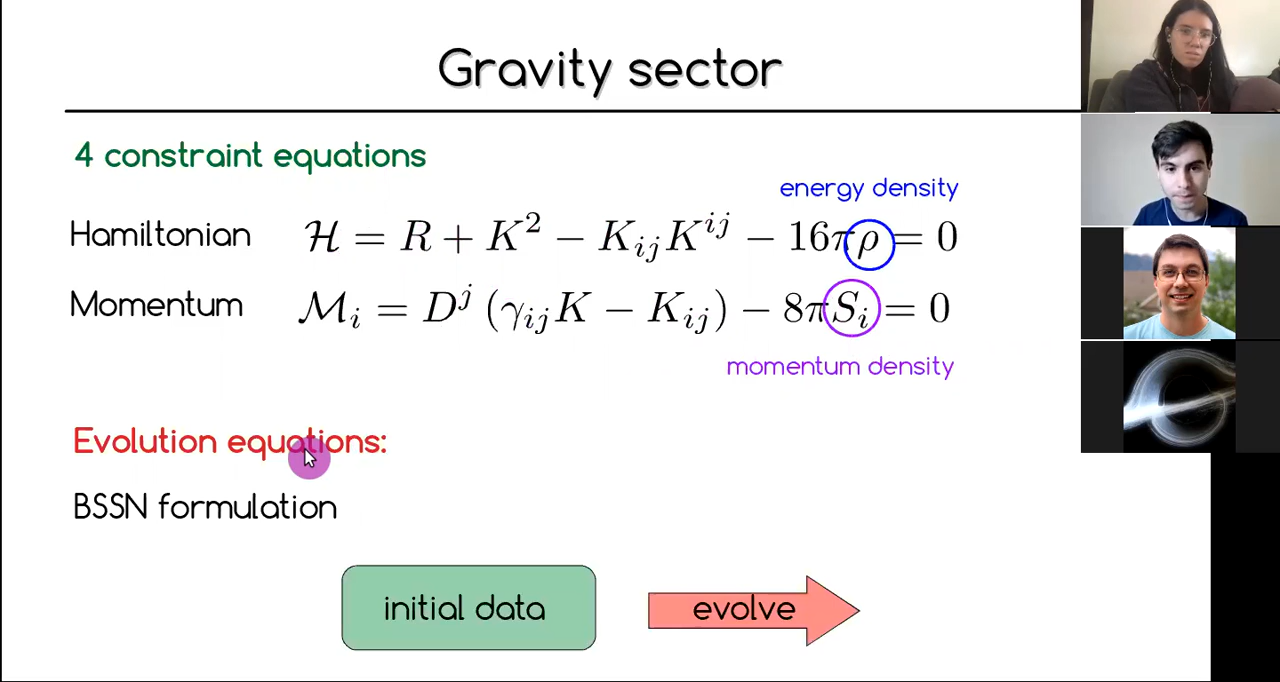 Gravity sector
4 constraint equations
energy density
Hamiltonian ℋ = R + K² − K_{ij}K^{ij} − 16πρ = 0
Momentum ℳ_i = D^j (γ_{ij}K − K_{ij}) − 8πS_i = 0
momentum density
Evolution equations:
BSSN formulation
initial data
evolve